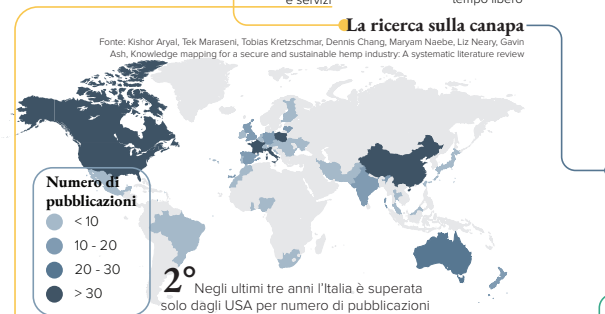 e servizi
tempo libero
La ricerca sulla canapa
Fonte: Kishor Aryal, Tek Maraseni, Tobias Kretzschmar, Dennis Chang, Maryam Naebe, Liz Neary, Gavin
Ash, Knowledge mapping for a secure and sustainable hemp industry: A systematic literature review
Numero di
pubblicazioni
< 10
10 - 20
20 - 30
> 30
2° Negli ultimi tre anni l’Italia è superata
solo dagli USA per numero di pubblicazioni